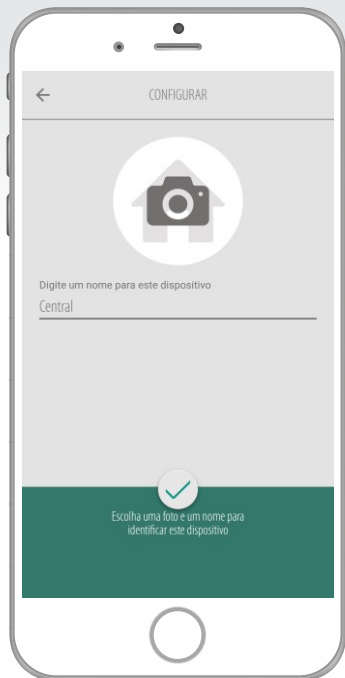 CONFIGURAR
Digite um nome para este dispositivo
Central
Escolha uma foto e um nome para
identificar este dispositivo